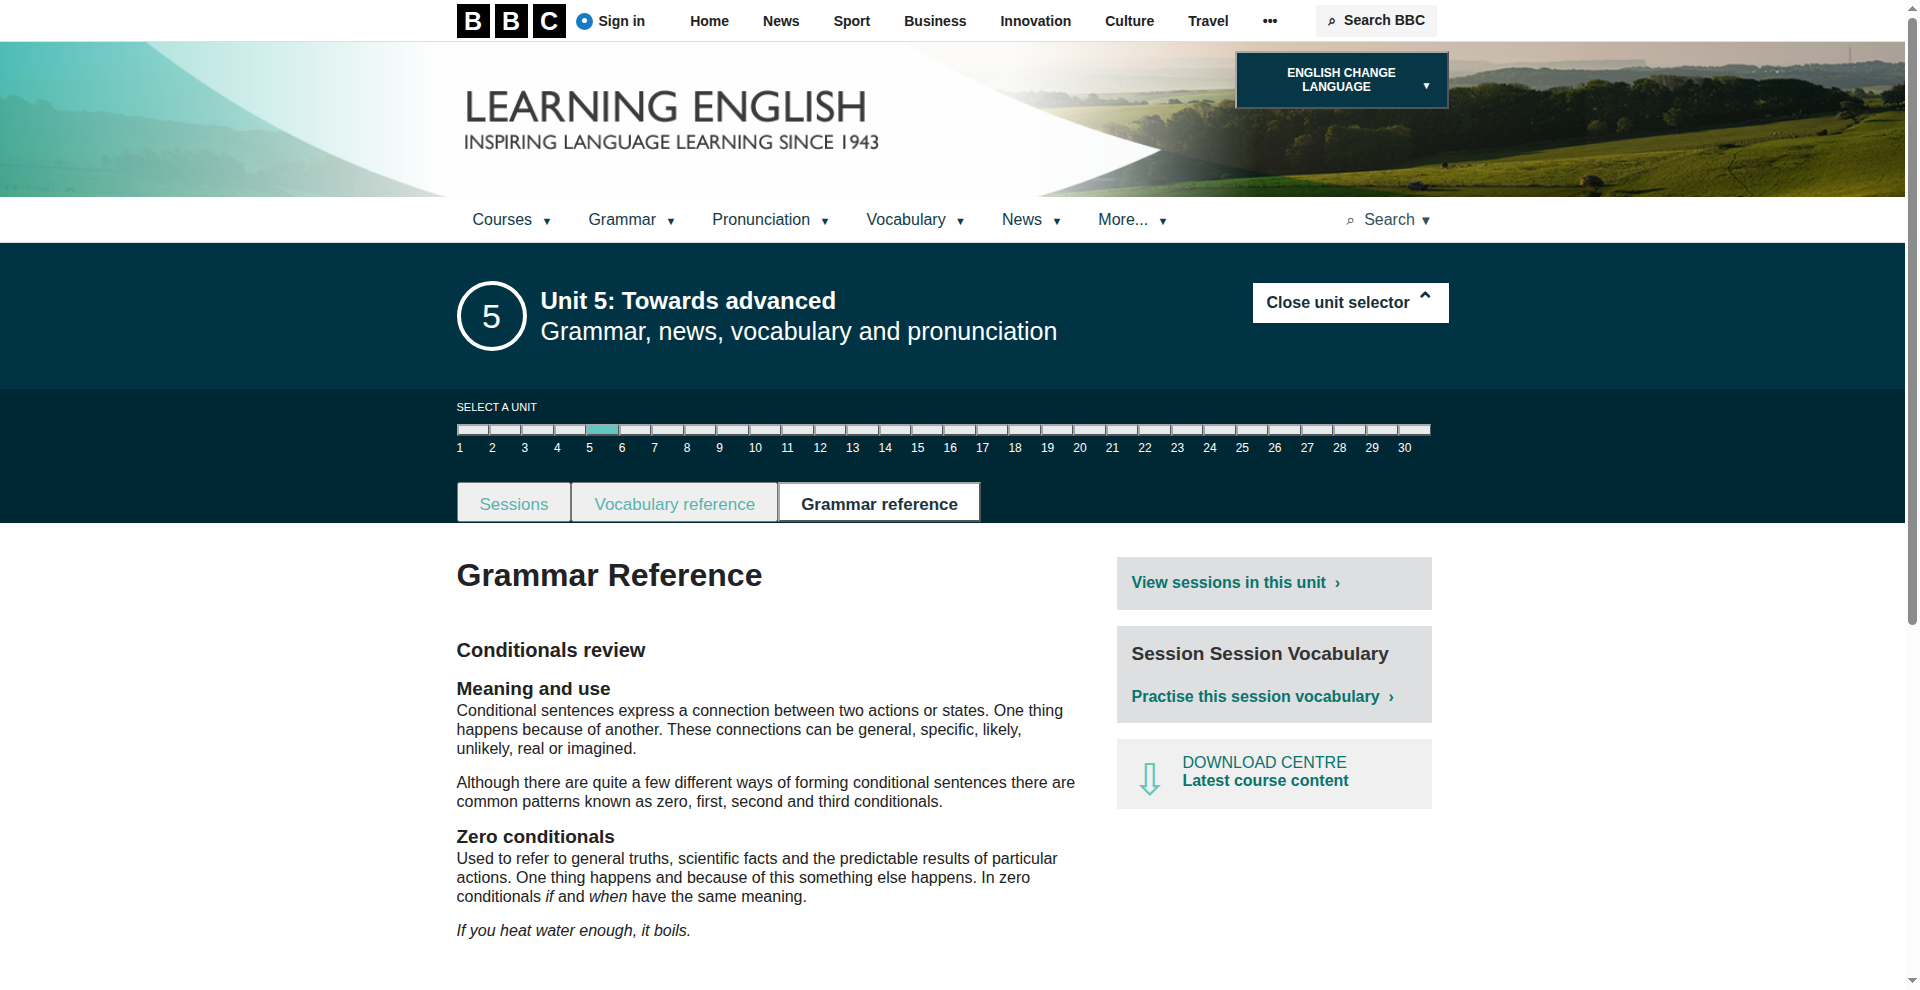 BBC Sign in Home News Sport Business Innovation Culture Travel ••• Search BBC
ENGLISH CHANGE
LANGUAGE
LEARNING ENGLISH
INSPIRING LANGUAGE LEARNING SINCE 1943
Courses Grammar Pronunciation Vocabulary News More... Search
5
Unit 5: Towards advanced
Grammar, news, vocabulary and pronunciation
Close unit selector
SELECT A UNIT
1 2 3 4 5 6 7 8 9 10 11 12 13 14 15 16 17 18 19 20 21 22 23 24 25 26 27 28 29 30
Sessions Vocabulary reference Grammar reference
Grammar Reference
Conditionals review
Meaning and use
Conditional sentences express a connection between two actions or states. One thing
happens because of another. These connections can be general, specific, likely,
unlikely, real or imagined.
Although there are quite a few different ways of forming conditional sentences there are
common patterns known as zero, first, second and third conditionals.
Zero conditionals
Used to refer to general truths, scientific facts and the predictable results of particular
actions. One thing happens and because of this something else happens. In zero
conditionals if and when have the same meaning.
If you heat water enough, it boils.
View sessions in this unit ›
Session Session Vocabulary
Practise this session vocabulary ›
DOWNLOAD CENTRE
Latest course content